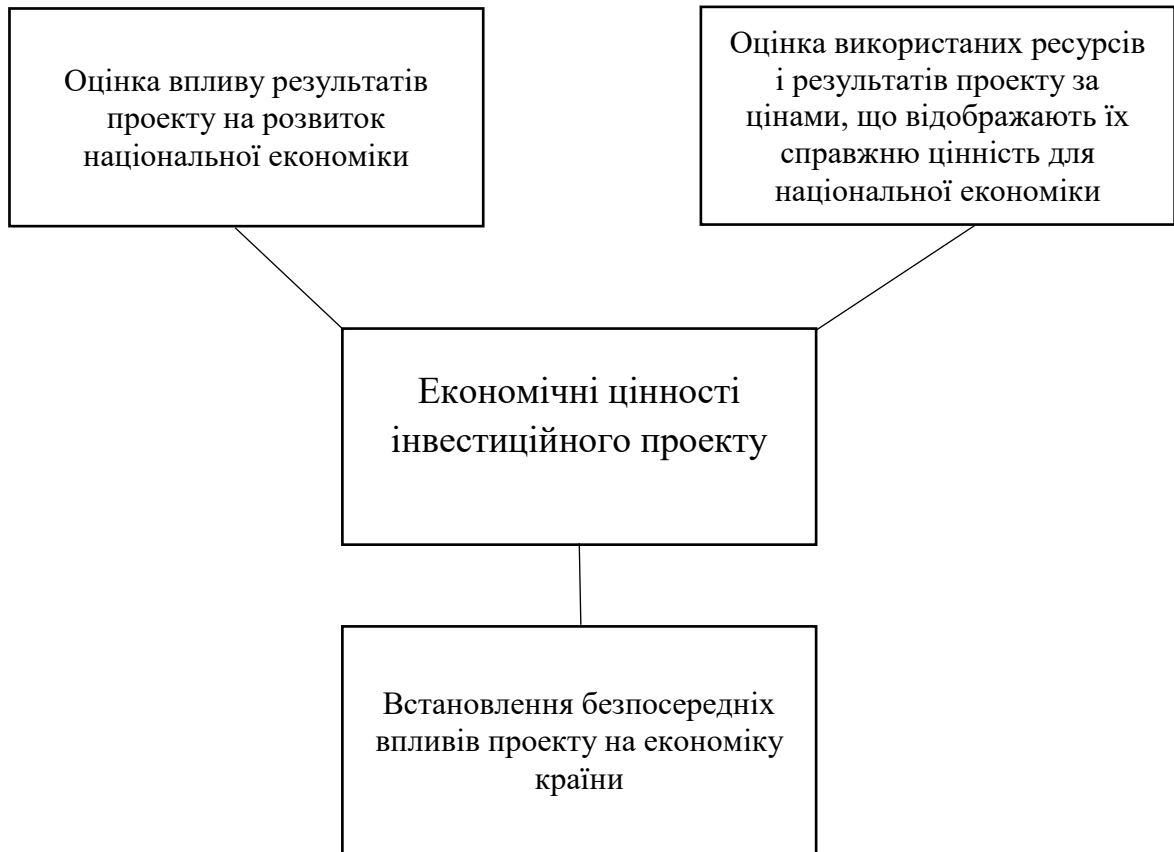 Оцінка впливу результатів
проекту на розвиток
національної економіки
Оцінка використаних ресурсів
і результатів проекту за
цінами, що відображають їх
справжню цінність для
національної економіки
Економічні цінності
інвестиційного проекту
Встановлення безпосередніх
впливів проекту на економіку
країни